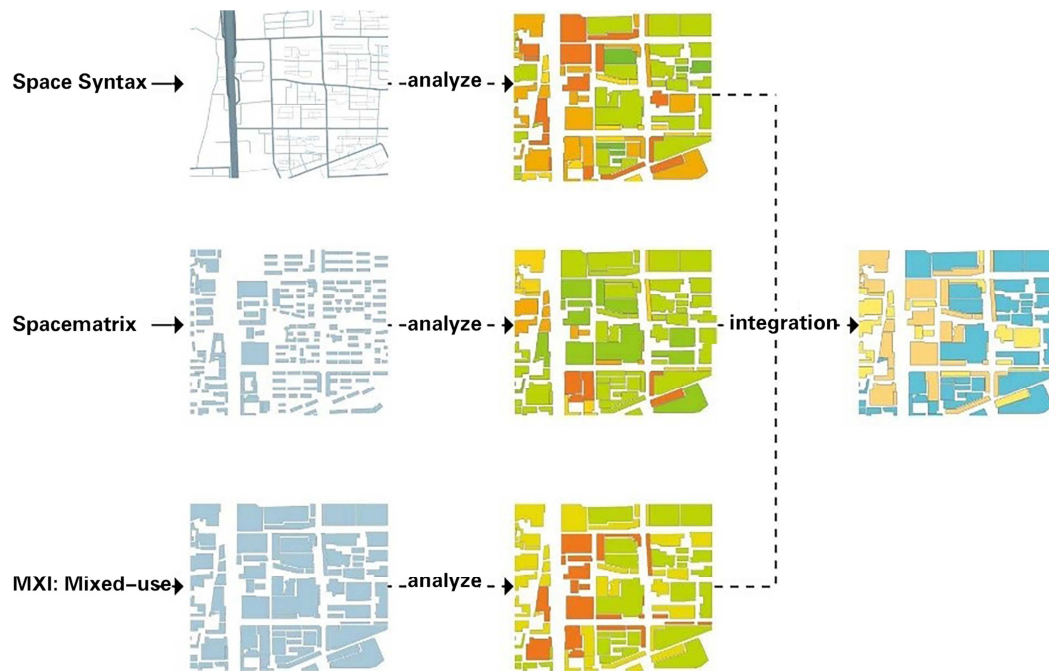 Space Syntax
analyze
Spacematrix
analyze
integration
MXI: Mixed-use
analyze